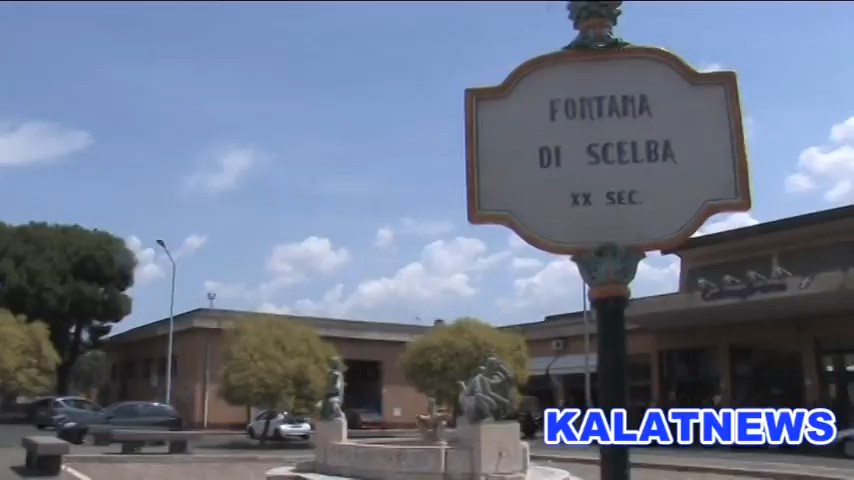 FONTANA
DI SCELBA
XX SEC.
KALATNEWS